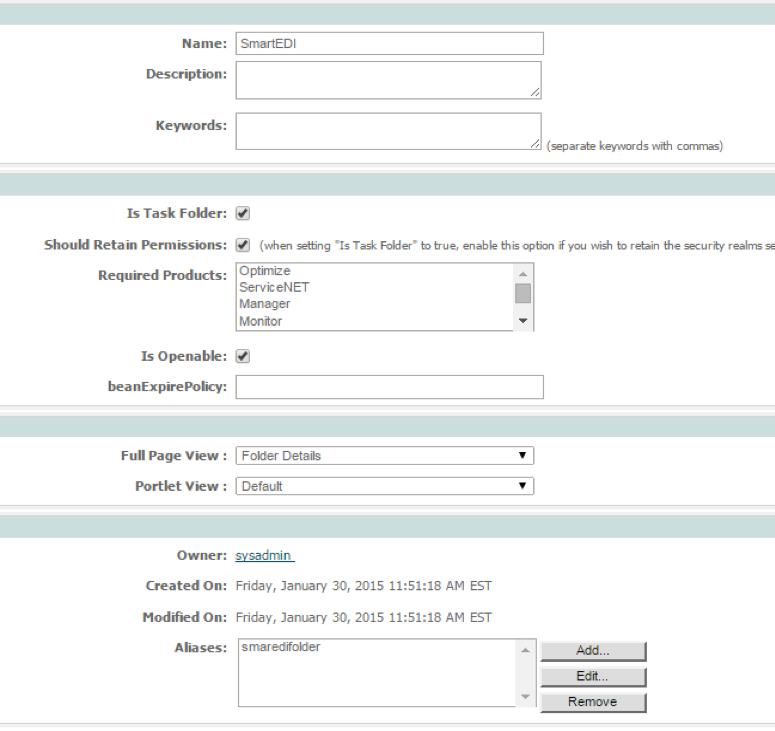 Name: SmartEDI
Description:
Keywords:
(separate keywords with commas)
Is Task Folder:
Should Retain Permissions: (when setting "Is Task Folder" to true, enable this option if you wish to retain the security realms se
Required Products: Optimize
ServiceNET
Manager
Monitor
Is Openable:
beanExpirePolicy:
Full Page View : Folder Details
Portlet View : Default
Owner: sysadmin
Created On: Friday, January 30, 2015 11:51:18 AM EST
Modified On: Friday, January 30, 2015 11:51:18 AM EST
Aliases: smaredifolder
Add...
Edit...
Remove